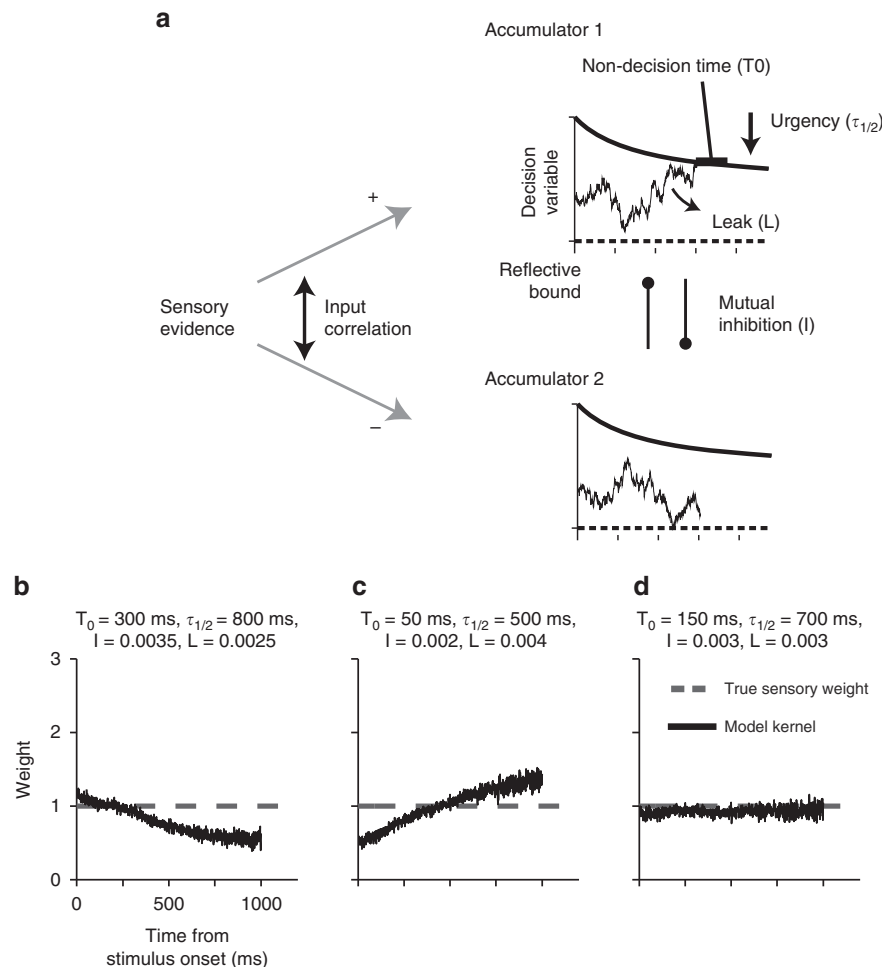 a
Accumulator 1
Non-decision time (T0)
Urgency (τ1/2)
Decision
variable
Leak (L)
+
Sensory
evidence
Input
correlation
−
Reflective
bound
Mutual
inhibition (I)
Accumulator 2
b
T0 = 300 ms, τ1/2 = 800 ms,
I = 0.0035, L = 0.0025
c
T0 = 50 ms, τ1/2 = 500 ms,
I = 0.002, L = 0.004
d
T0 = 150 ms, τ1/2 = 700 ms,
I = 0.003, L = 0.003
3
2
1
0
Weight
True sensory weight
Model kernel
0 500 1000
Time from
stimulus onset (ms)